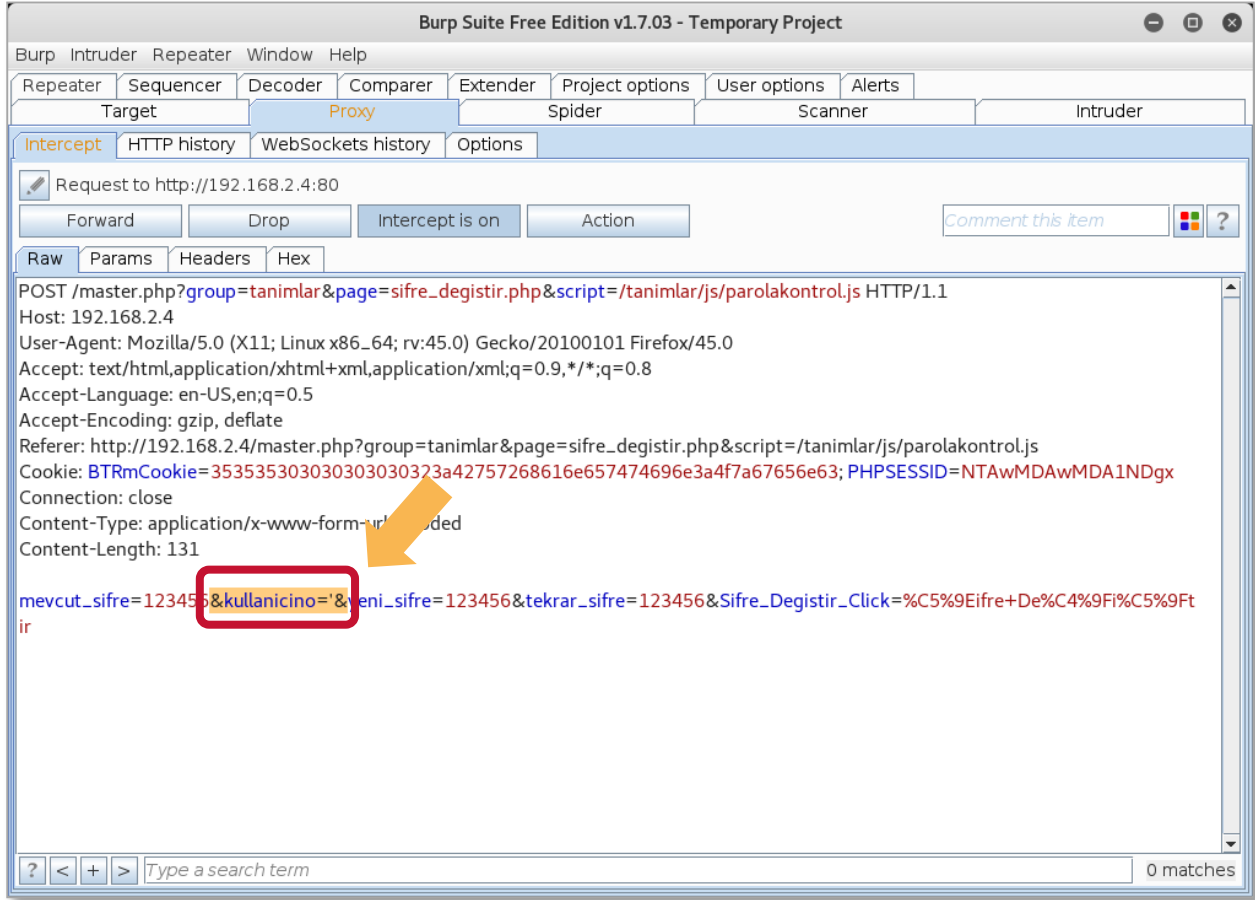 Burp Suite Free Edition v1.7.03 - Temporary Project
Burp Intruder Repeater Window Help
Repeater Sequencer Decoder Comparer Extender Project options User options Alerts
Target Proxy Spider Scanner Intruder
Intercept HTTP history WebSockets history Options
Request to http://192.168.2.4:80
Forward Drop Intercept is on Action Comment this item ?
Raw Params Headers Hex
POST /master.php?group=tanimlar&page=sifre_degistir.php&script=/tanimlar/js/parolakontrol.js HTTP/1.1
Host: 192.168.2.4
User-Agent: Mozilla/5.0 (X11; Linux x86_64; rv:45.0) Gecko/20100101 Firefox/45.0
Accept: text/html,application/xhtml+xml,application/xml;q=0.9,*/*;q=0.8
Accept-Language: en-US,en;q=0.5
Accept-Encoding: gzip, deflate
Referer: http://192.168.2.4/master.php?group=tanimlar&page=sifre_degistir.php&script=/tanimlar/js/parolakontrol.js
Cookie: BTRmCookie=353535303030303030323a42757268616e657474696e3a4f7a67656e63; PHPSESSID=NTAwMDAwMDA1NDgx
Connection: close
Content-Type:
Content-Length: 131
mevcut_sifre=123456&kullanicino='&yeni_sifre=123456&tekrar_sifre=123456&Sifre_Degistir_Click=%C5%9Eifre+De%C4%9Fi%C5%9Ft
ir
? < + > Type a search term 0 matches